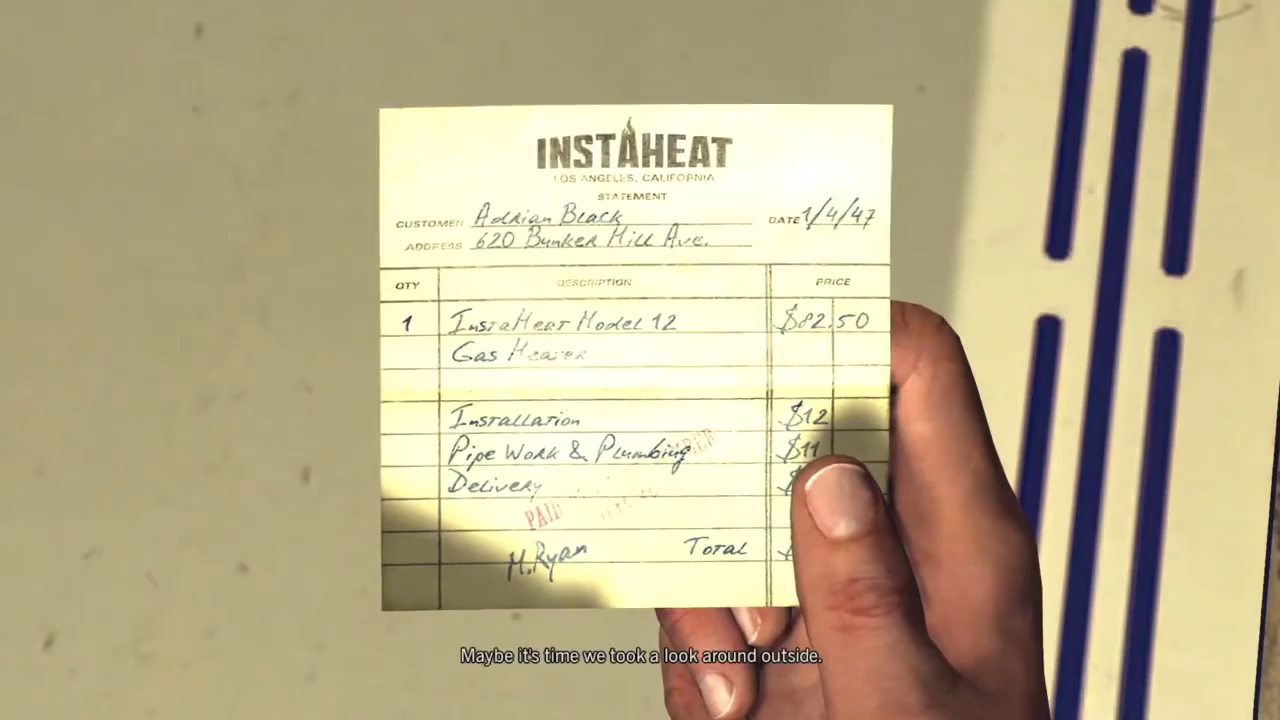 INSTAHEAT
LOS ANGELES, CALIFORNIA
STATEMENT
CUSTOMER Adrian Black DATE 1/4/47
ADDRESS 620 Bunker Hill Ave.
QTY DESCRIPTION PRICE
1 InstaHeat Model 12 $82.50
Gas Heater
Installation $12
Pipe Work & Plumbing $11
Delivery $
PAID
M.Ryan Total $
Maybe it's time we took a look around outside.